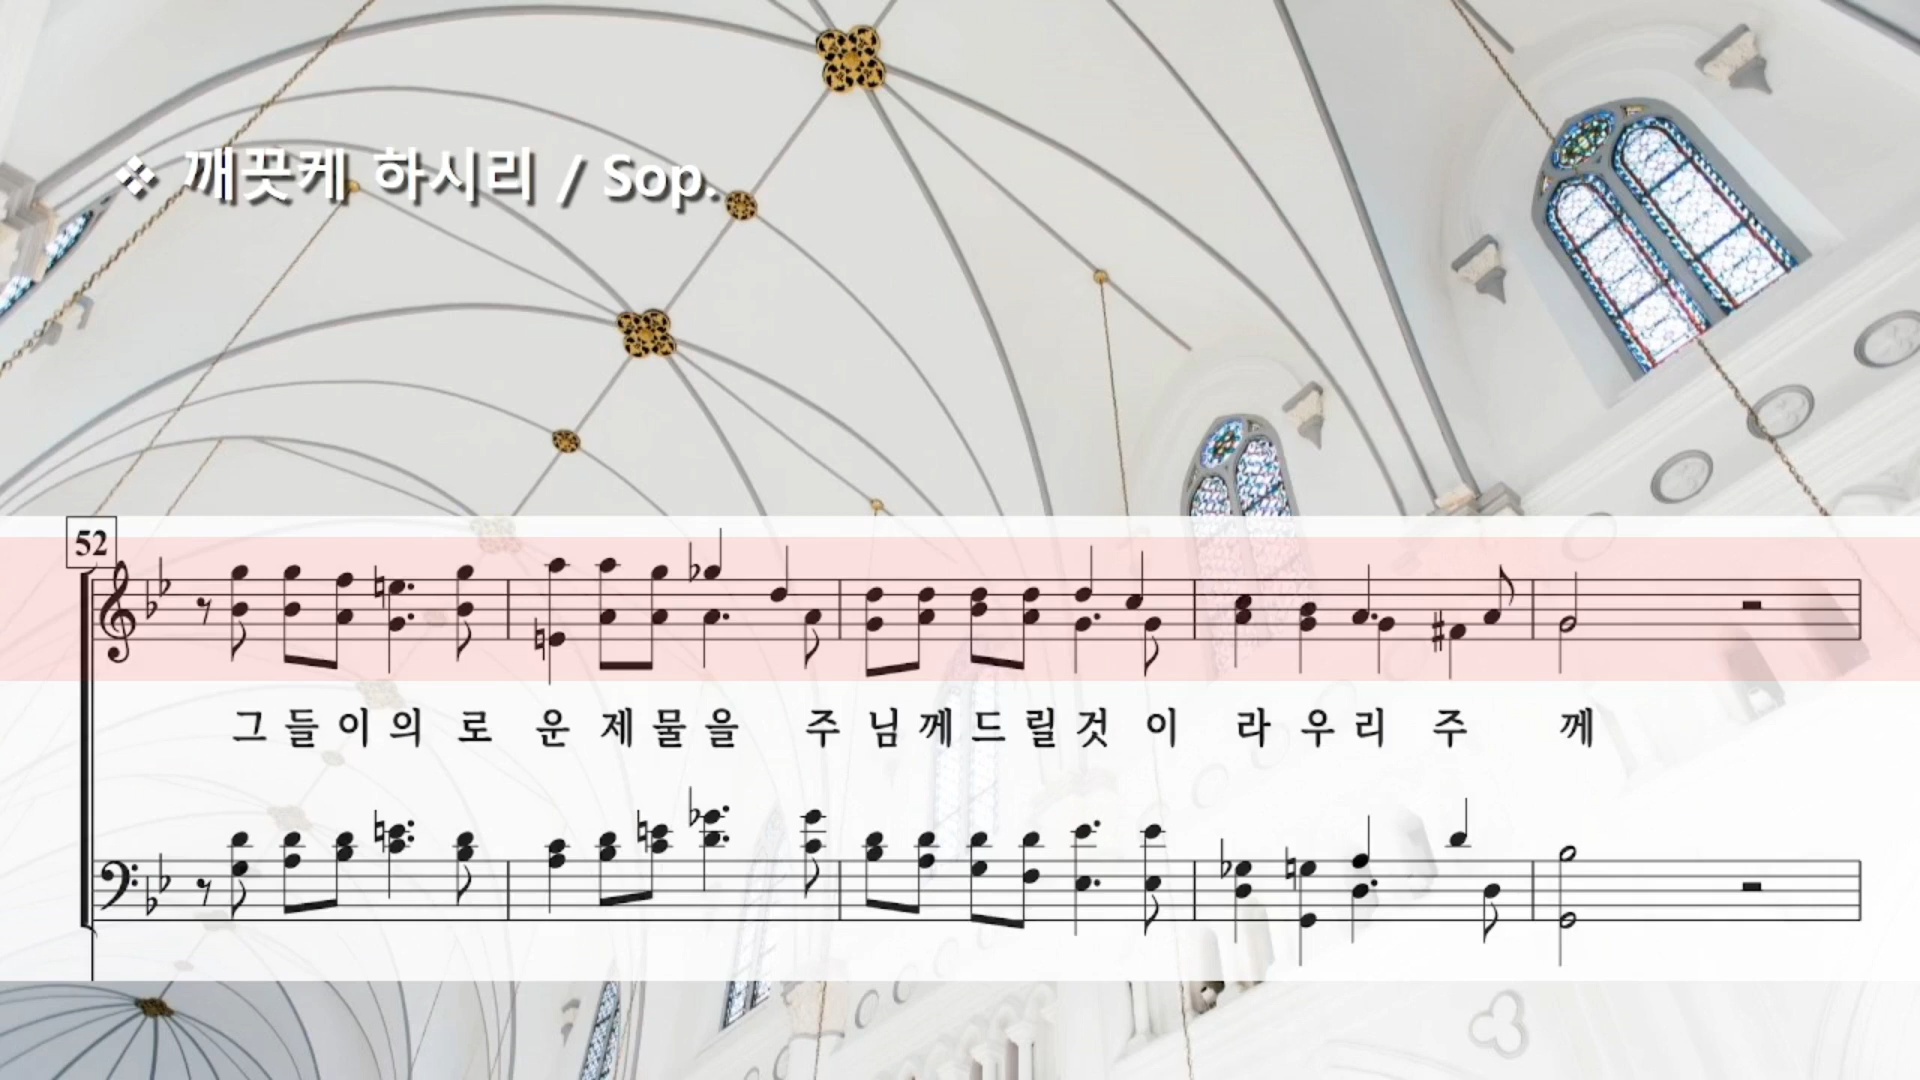 ❖ 깨끗케 하시리 / Sop.
52
그 들 이 의 로 운 제 물 을 주 님 께 드 릴 것 이 라 우 리 주 께